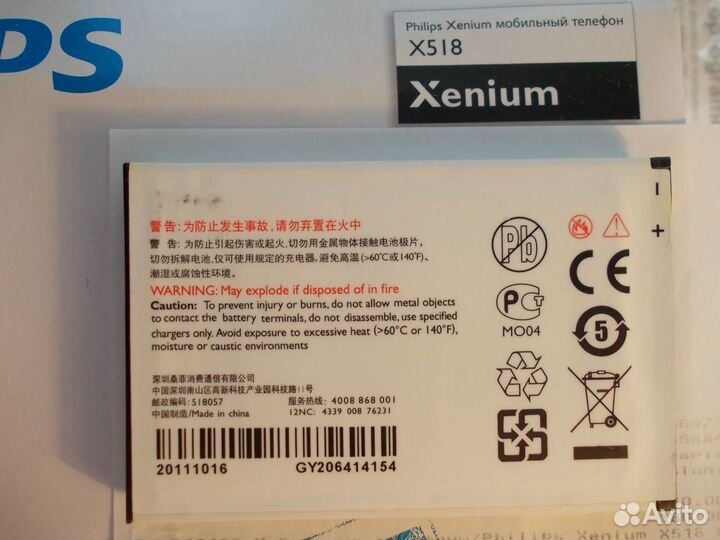 PS
Philips Xenium мобильный телефон
X518
Xenium
警告:为防止发生事故,请勿弃置在火中
警告:为防止引起伤害或起火,切勿用金属物体接触电池极片,
切勿拆解电池,仅可使用规定的充电器。避免高温(>60℃或140℉)、
潮湿或腐蚀性环境。
WARNING: May explode if disposed of in fire
Caution: To prevent injury or burns, do not allow metal objects
to contact the battery terminals, do not disassemble, use specified
chargers only. Avoid exposure to excessive heat (>60°C or 140°F),
moisture or caustic environments
深圳桑菲消费通信有限公司
中国深圳南山区高新科技产业园科技路11号
邮政编码:518057 服务热线: 4008 868 001
中国制造/Made in china 12NC: 4339 008 76231
20111016 GY206414154
Pb
PCT
MO04
CE
5
- +
Philips Xenium X518
Avito